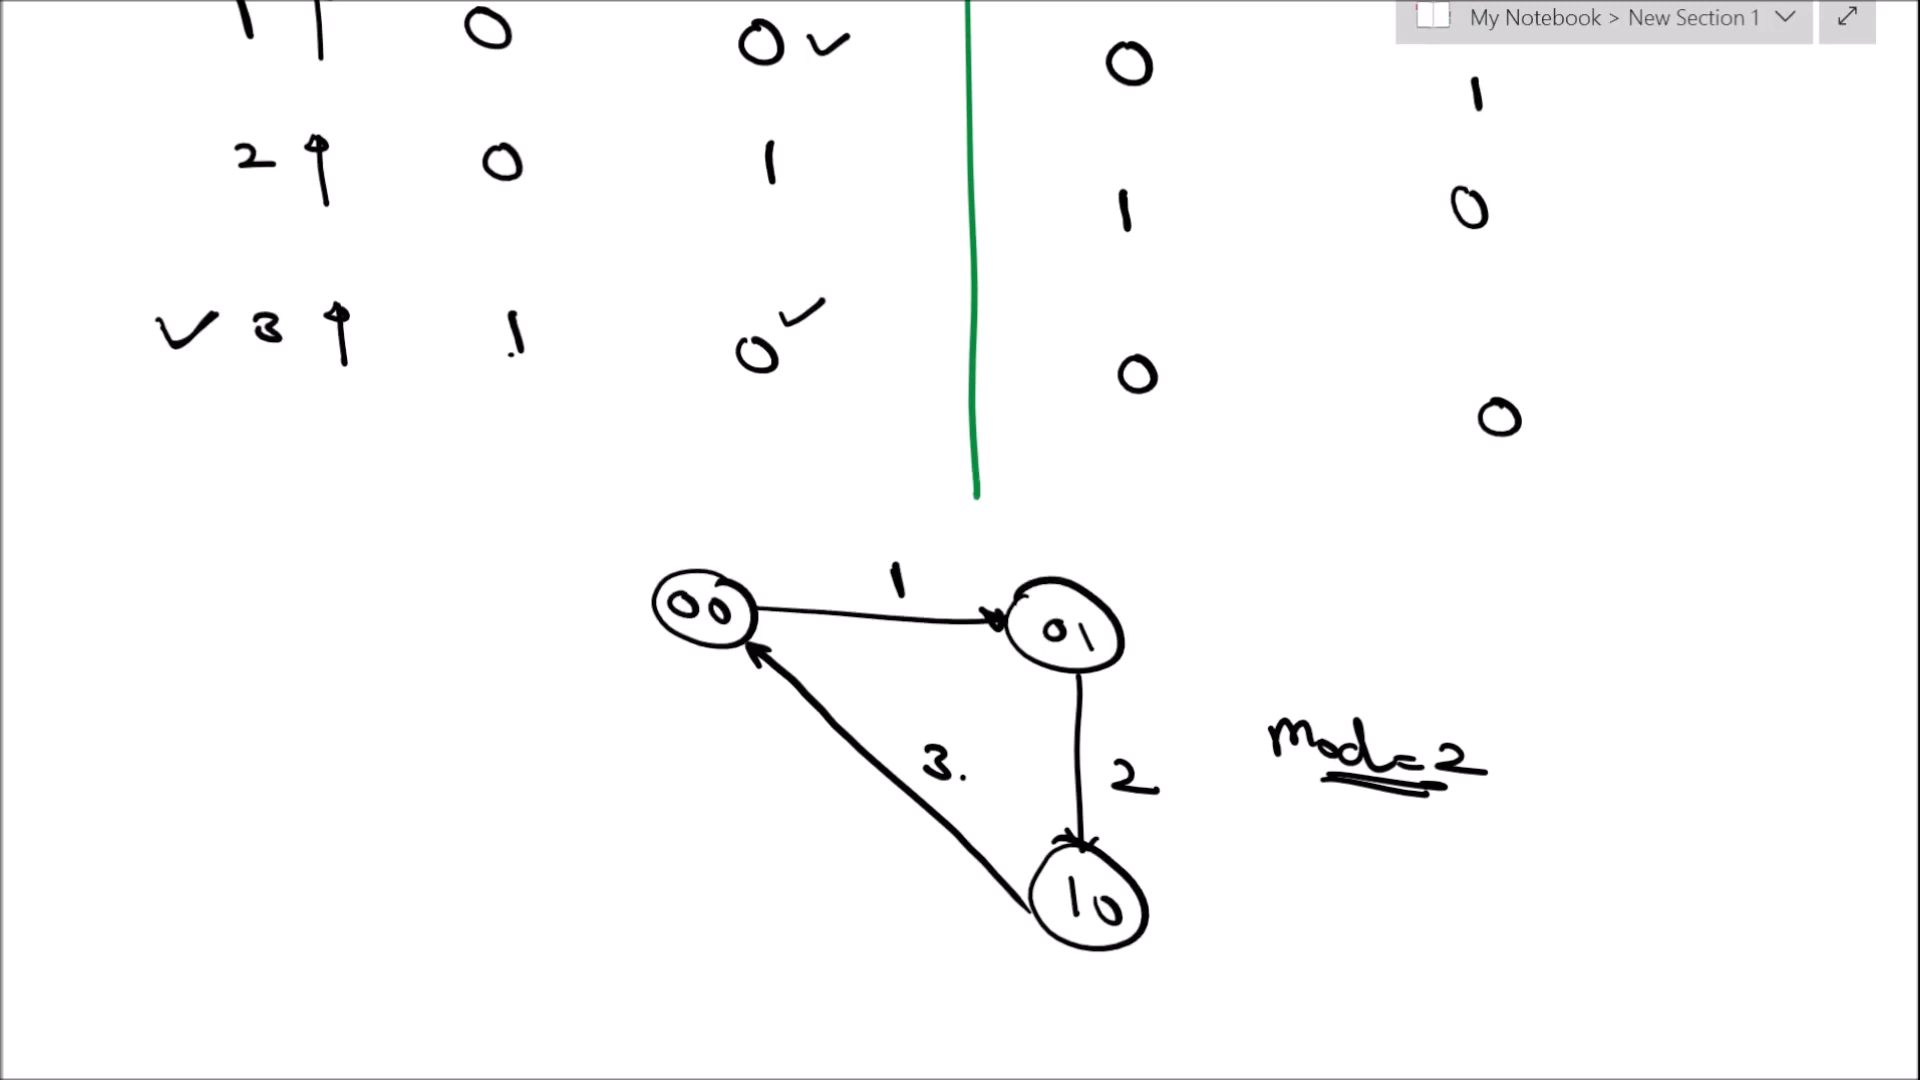 My Notebook > New Section 1
1 0 0 0 1
2 0 1 1 0
3 1 0 0 0
00 1 01
3. 2 mod=2
10